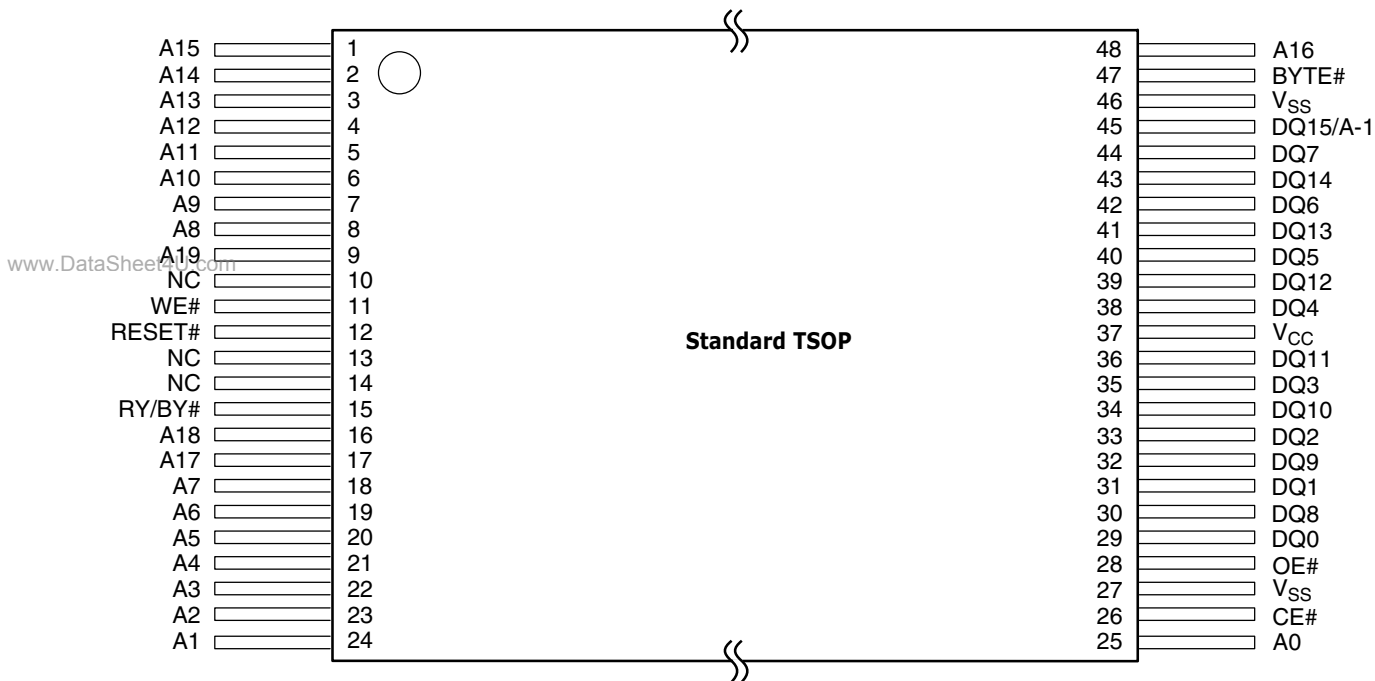 A15 1 48 A16
A14 2 47 BYTE#
A13 3 46 VSS
A12 4 45 DQ15/A-1
A11 5 44 DQ7
A10 6 43 DQ14
A9 7 42 DQ6
A8 8 41 DQ13
A19 9 40 DQ5
www.DataSheet4U.com
NC 10 39 DQ12
WE# 11 38 DQ4
RESET# 12 37 VCC
Standard TSOP
NC 13 36 DQ11
NC 14 35 DQ3
RY/BY# 15 34 DQ10
A18 16 33 DQ2
A17 17 32 DQ9
A7 18 31 DQ1
A6 19 30 DQ8
A5 20 29 DQ0
A4 21 28 OE#
A3 22 27 VSS
A2 23 26 CE#
A1 24 25 A0